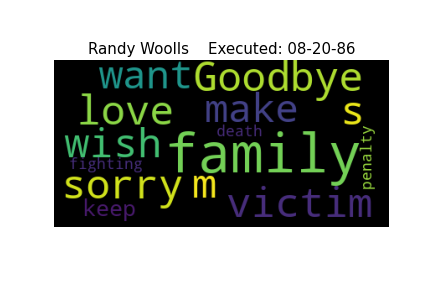 Randy Woolls    Executed: 08-20-86
want Goodbye
love make s
death
wish family penalty
fighting
sorry m
keep victim